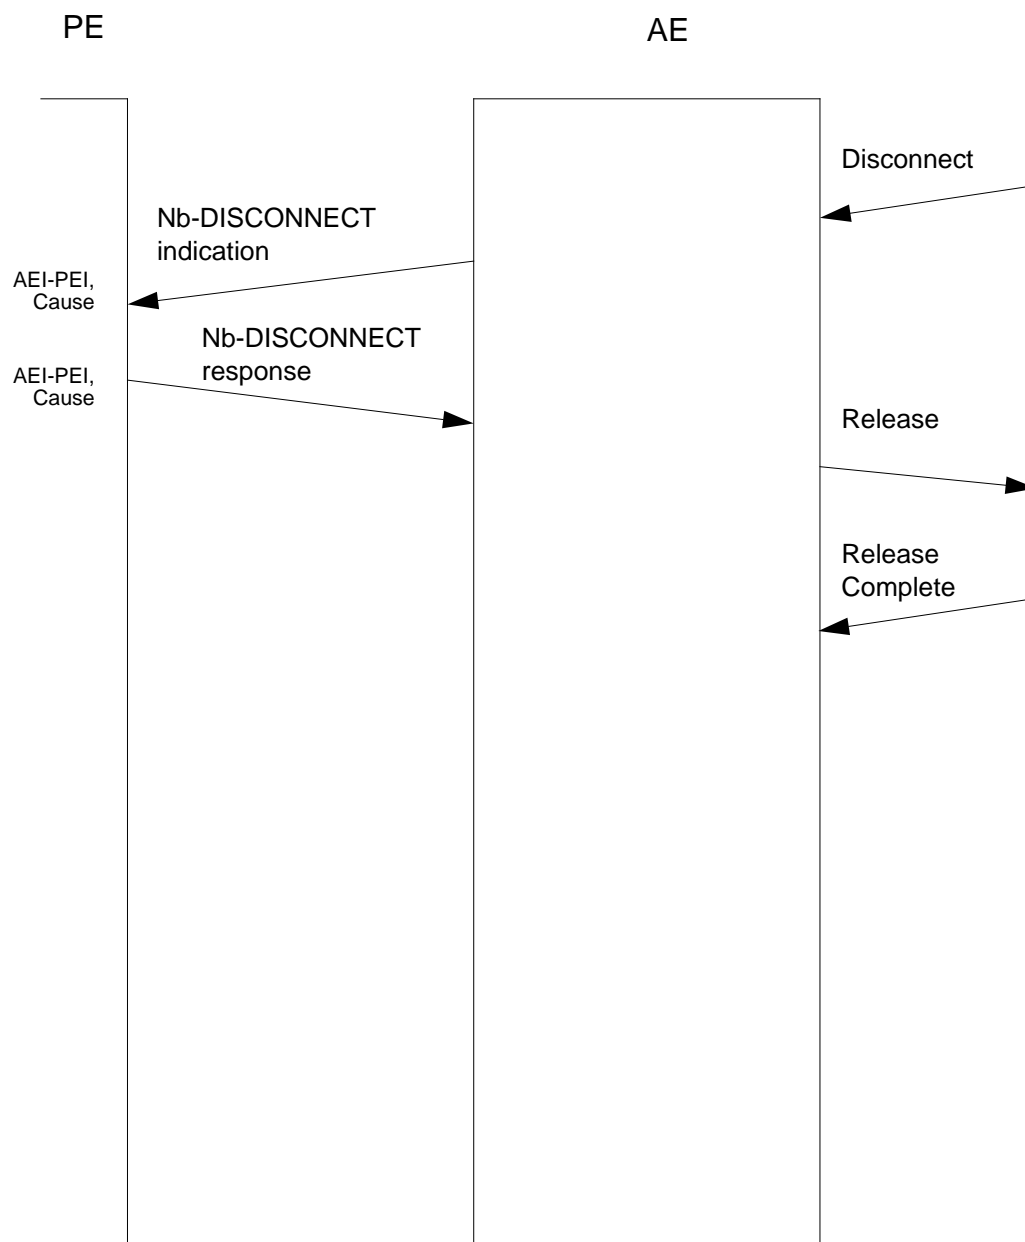 PE
AE
Disconnect
Nb-DISCONNECT
indication
AEI-PEI,
Cause
Nb-DISCONNECT
response
AEI-PEI,
Cause
Release
Release
Complete